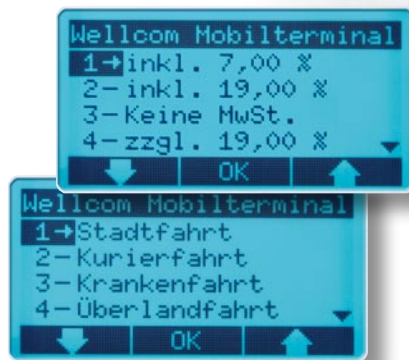 Wellcom Mobilterminal
1→inkl. 7,00 %
2-inkl. 19,00 %
3-Keine MwSt.
4-zzgl. 19,00 %
OK
Wellcom Mobilterminal
1→Stadtfahrt
2-Kurierfahrt
3-Krankenfahrt
4-Überlandfahrt
OK